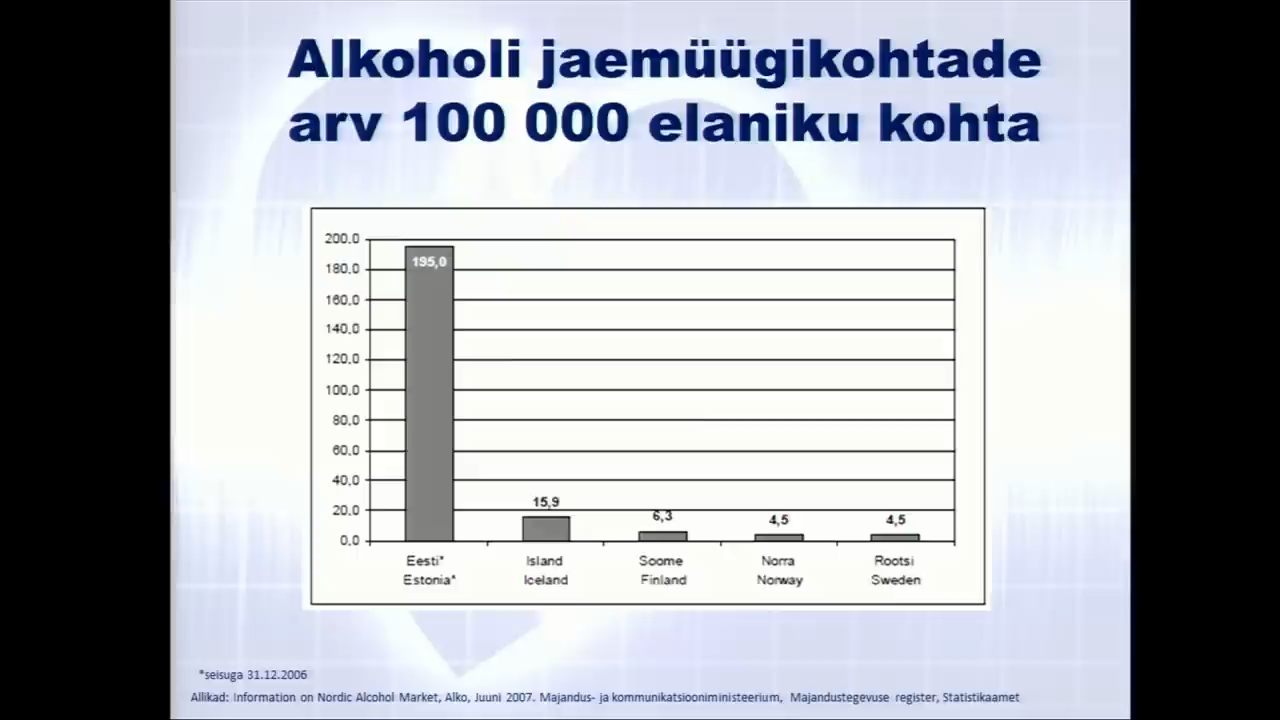 Alkoholi jaemüügikohtade
arv 100 000 elaniku kohta
200,0
180,0
160,0
140,0
120,0
100,0
80,0
60,0
40,0
20,0
0,0
195,0
15,9
6,3
4,5
4,5
Eesti* Island Soome Norra Rootsi
Estonia* Iceland Finland Norway Sweden
*seisuga 31.12.2006
Allikad: Information on Nordic Alcohol Market, Alko, Juuni 2007. Majandus- ja kommunikatsiooniministeerium, Majandustegevuse register, Statistikaamet